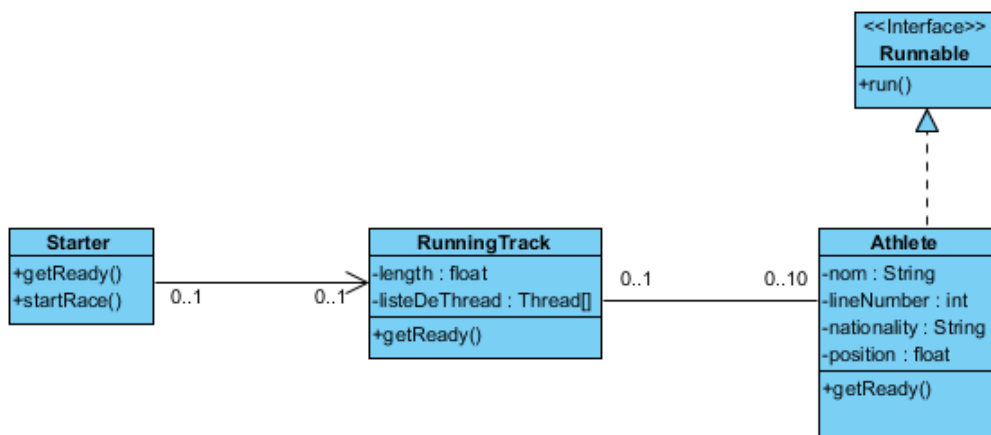 <<Interface>>
Runnable
+run()
Starter
+getReady()
+startRace()
0..1
0..1
RunningTrack
-length : float
-listeDeThread : Thread[]
+getReady()
0..1
0..10
Athlete
-nom : String
-lineNumber : int
-nationality : String
-position : float
+getReady()